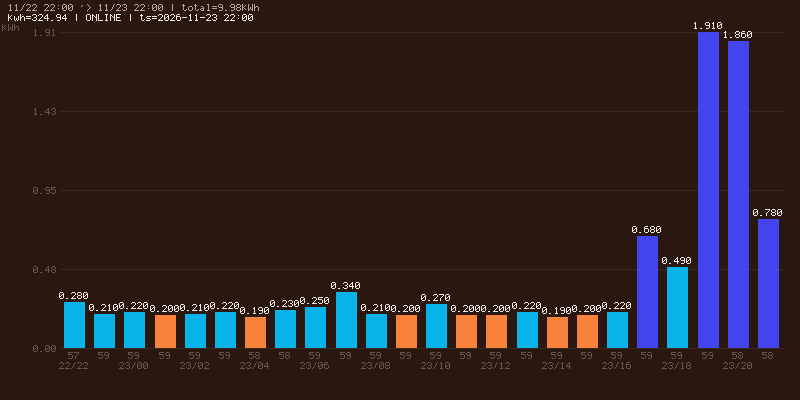 11/22 22:00 -> 11/23 22:00 | total=9.98KWh
Kwh=324.94 | ONLINE | ts=2026-11-23 22:00
KWh
1.91
1.43
0.95
0.48
0.00
0.280 0.210 0.220 0.200 0.210 0.220 0.190 0.230 0.250 0.340 0.210 0.200 0.270 0.200 0.200 0.220 0.190 0.200 0.220 0.680 0.490 1.910 1.860 0.780
57 59 59 59 59 59 58 58 59 59 59 59 59 59 59 59 59 59 59 59 59 59 58 58
22/22 23/00 23/02 23/04 23/06 23/08 23/10 23/12 23/14 23/16 23/18 23/20